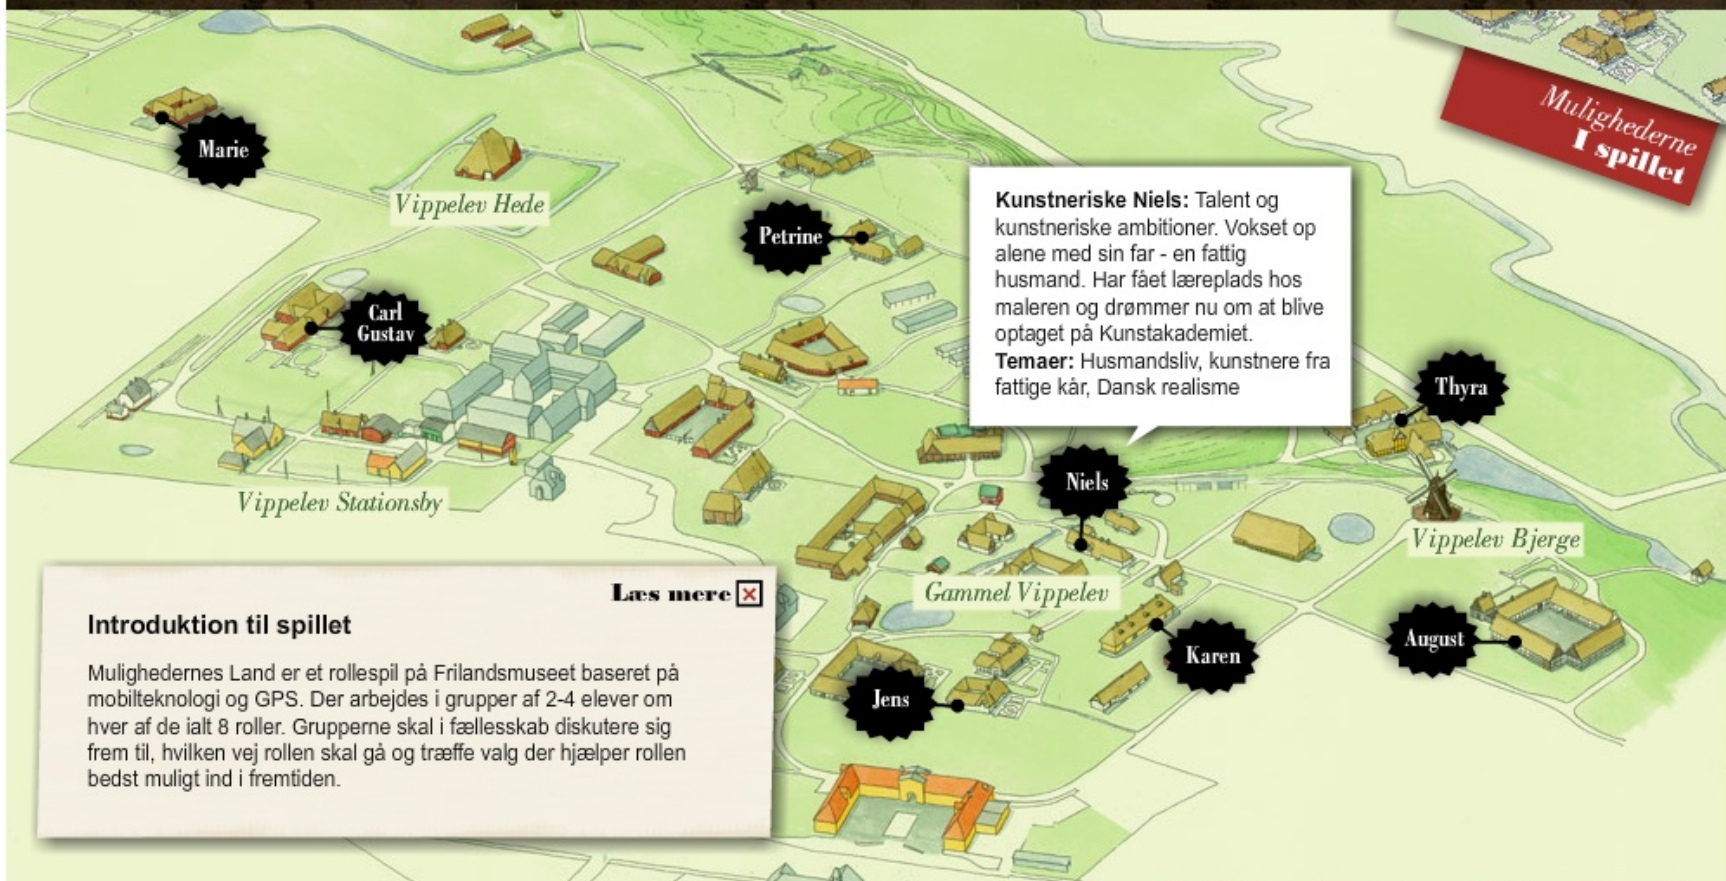 Mulighederne
I spillet
Marie
Vippelev Hede
Petrine
Kunstneriske Niels: Talent og
kunstneriske ambitioner. Vokset op
alene med sin far - en fattig
husmand. Har fået læreplads hos
maleren og drømmer nu om at blive
optaget på Kunstakademiet.
Temaer: Husmandsliv, kunstnere fra
fattige kår, Dansk realisme
Carl
Gustav
Thyra
Niels
Vippelev Stationsby
Vippelev Bjerge
Gammel Vippelev
August
Karen
Jens
Læs mere
Introduktion til spillet
Mulighedernes Land er et rollespil på Frilandsmuseet baseret på
mobilteknologi og GPS. Der arbejdes i grupper af 2-4 elever om
hver af de ialt 8 roller. Grupperne skal i fællesskab diskutere sig
frem til, hvilken vej rollen skal gå og træffe valg der hjælper rollen
bedst muligt ind i fremtiden.